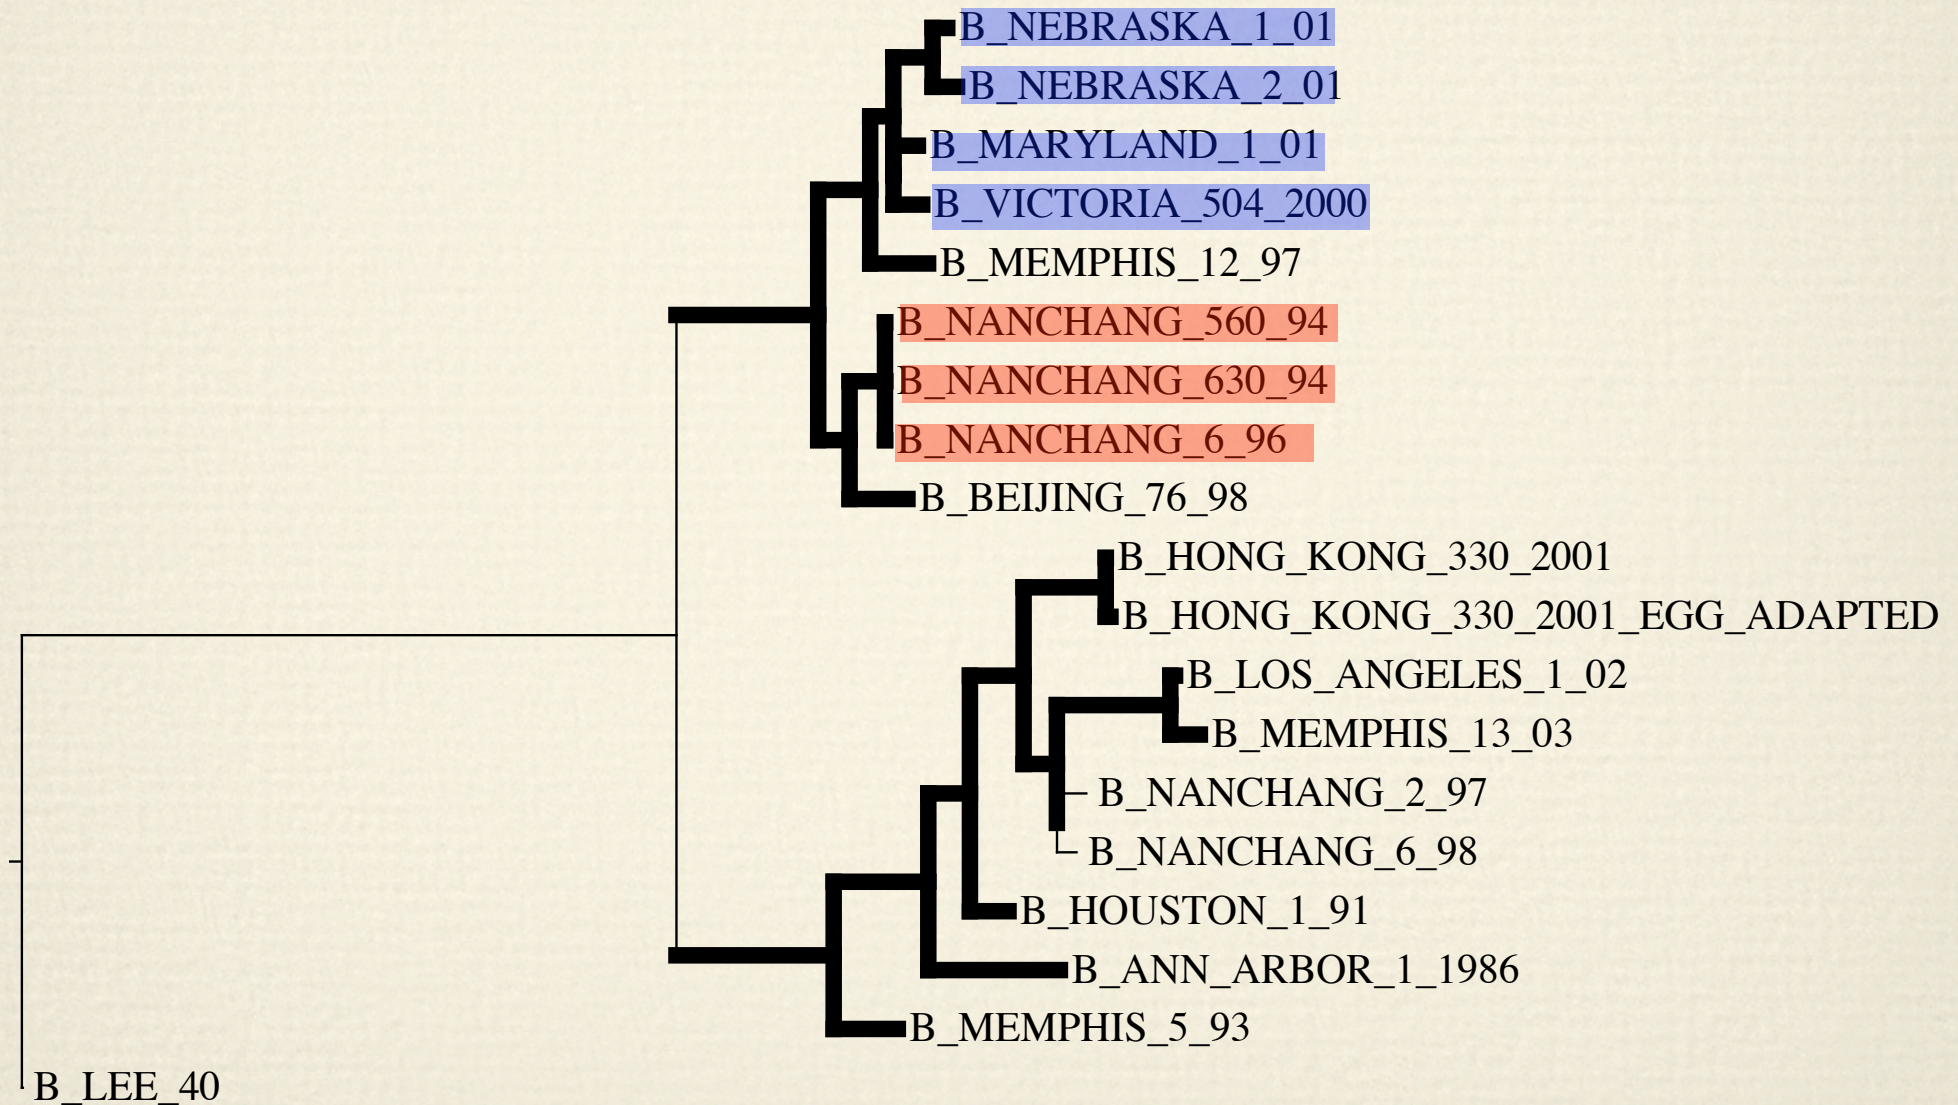 B_NEBRASKA_1_01
B_NEBRASKA_2_01
B_MARYLAND_1_01
B_VICTORIA_504_2000
B_MEMPHIS_12_97
B_NANCHANG_560_94
B_NANCHANG_630_94
B_NANCHANG_6_96
B_BEIJING_76_98
B_HONG_KONG_330_2001
B_HONG_KONG_330_2001_EGG_ADAPTED
B_LOS_ANGELES_1_02
B_MEMPHIS_13_03
B_NANCHANG_2_97
B_NANCHANG_6_98
B_HOUSTON_1_91
B_ANN_ARBOR_1_1986
B_MEMPHIS_5_93
B_LEE_40